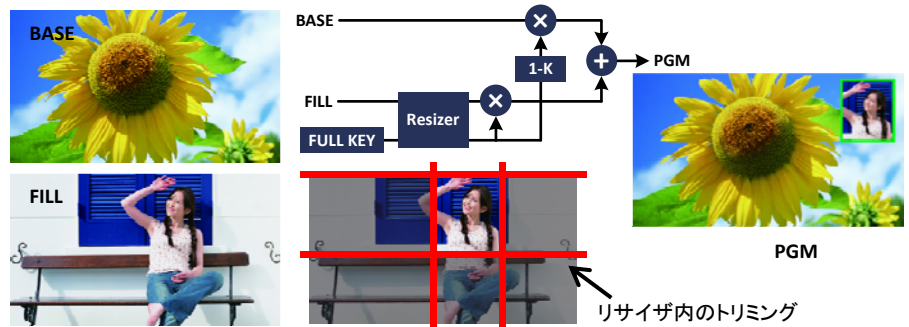 BASE
BASE
×
1-K
+
PGM
FILL
×
Resizer
FULL KEY
FILL
PGM
リサイザ内のトリミング